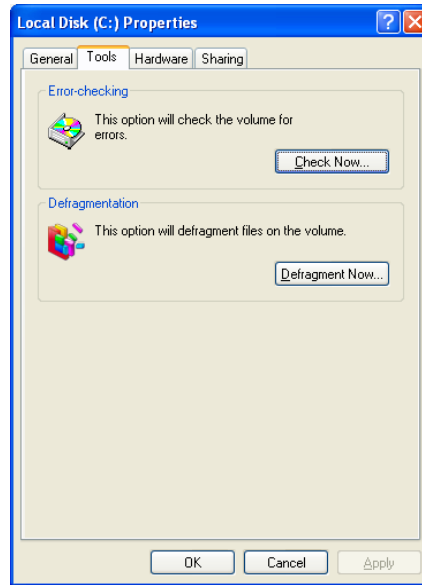 Local Disk (C:) Properties
General Tools Hardware Sharing
Error-checking
This option will check the volume for
errors.
Check Now...
Defragmentation
This option will defragment files on the volume.
Defragment Now...
OK Cancel Apply